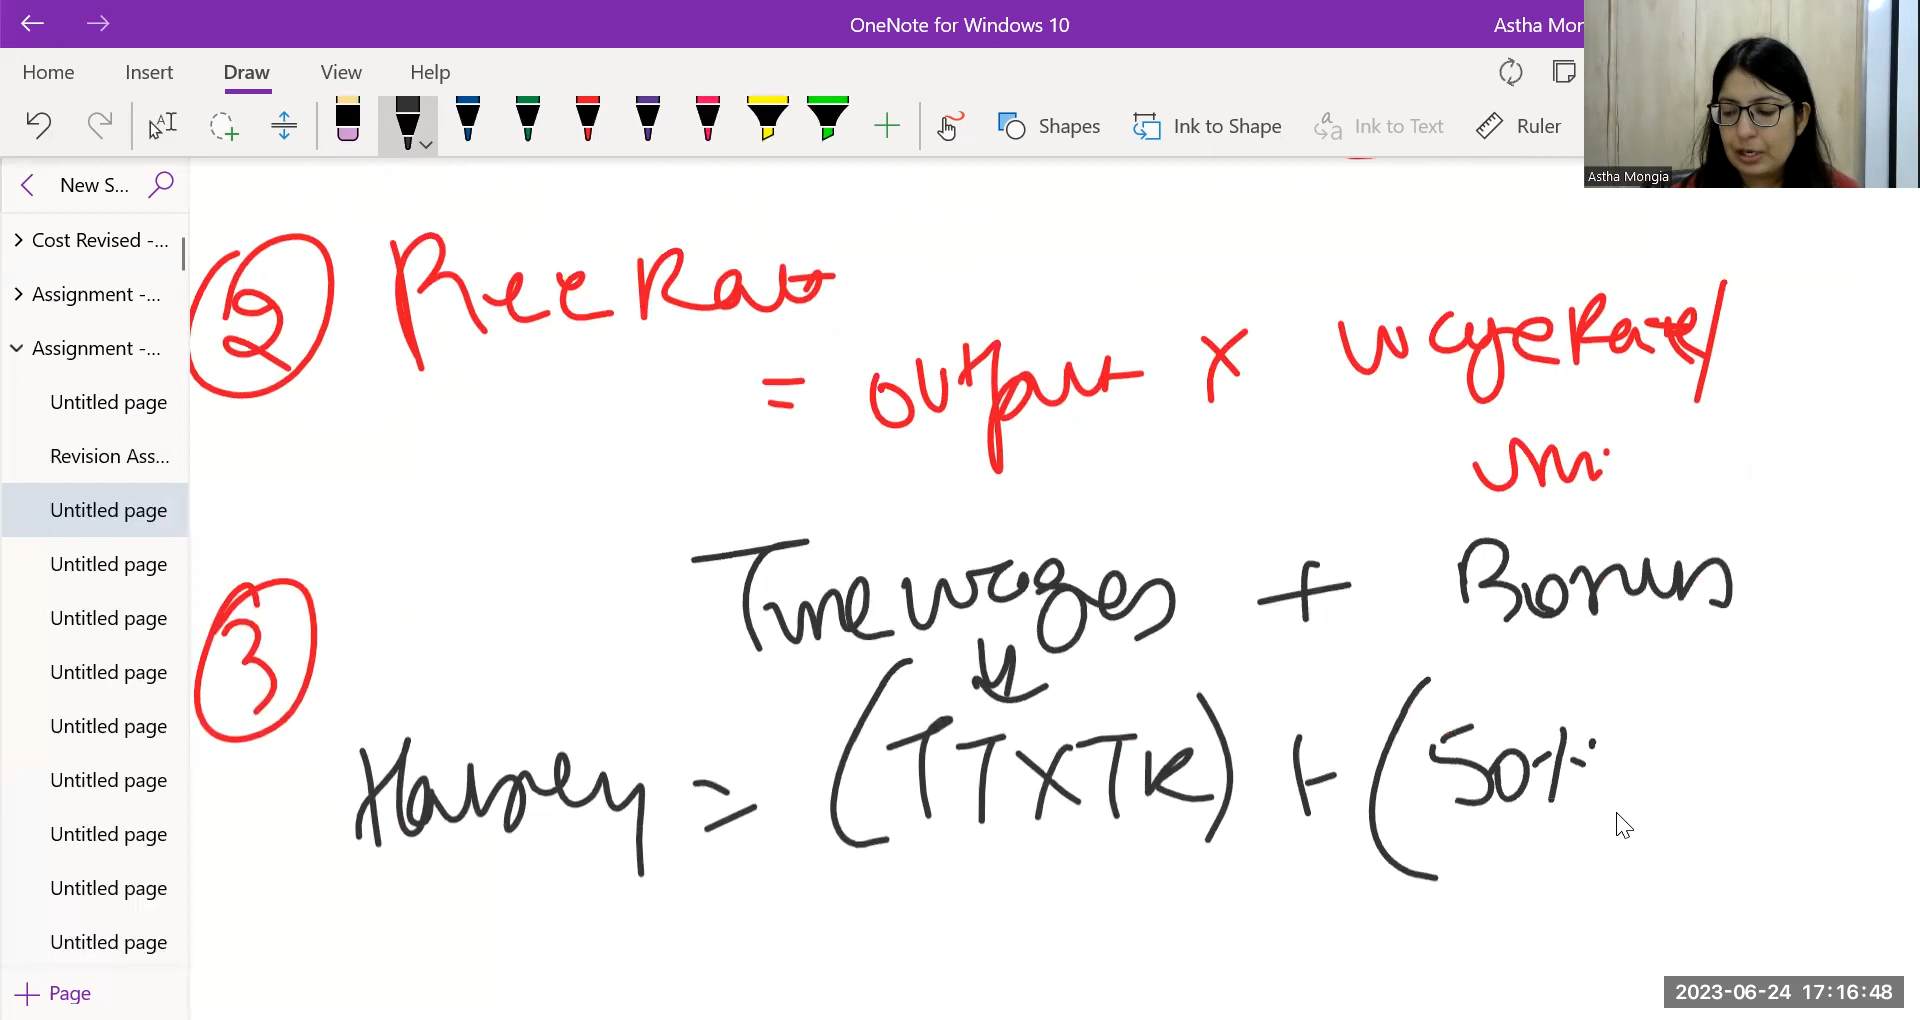 OneNote for Windows 10
Astha Mon
Home Insert Draw View Help
Shapes Ink to Shape Ink to Text Ruler
Astha Mongia
New S...
Cost Revised -...
Assignment -...
Assignment -...
Untitled page
Revision Ass...
Untitled page
Untitled page
Untitled page
Untitled page
Untitled page
Untitled page
Untitled page
Untitled page
Untitled page
+ Page
② Piece Rate
= output × wage Rate/
uni
③ Time wages + Bonus
Halsey = (TT×TR) + (50%
2023-06-24 17:16:48